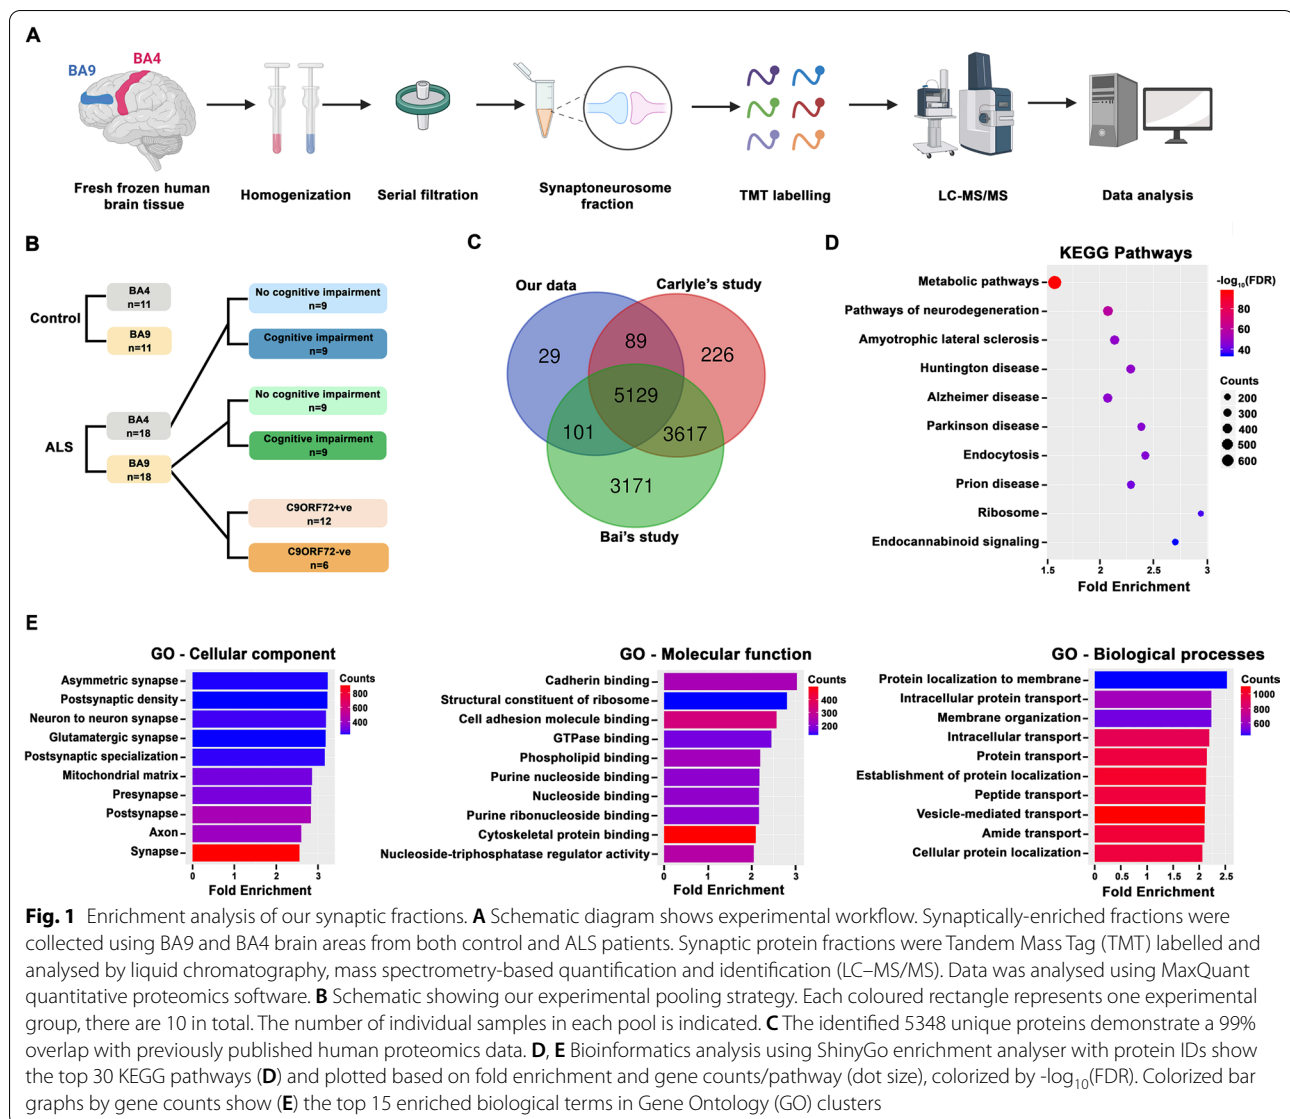 A
BA9
BA4
Fresh frozen human
brain tissue
Homogenization
Serial filtration
Synaptoneurosome
fraction
TMT labelling
LC-MS/MS
Data analysis
B
Control
BA4
n=11
BA9
n=11
ALS
BA4
n=18
BA9
n=18
No cognitive impairment
n=9
Cognitive impairment
n=9
No cognitive impairment
n=9
Cognitive impairment
n=9
C9ORF72+ve
n=12
C9ORF72-ve
n=6
C
Our data
Carlyle's study
29
89
226
5129
101
3617
3171
Bai's study
D
KEGG Pathways
Metabolic pathways
Pathways of neurodegeneration
Amyotrophic lateral sclerosis
Huntington disease
Alzheimer disease
Parkinson disease
Endocytosis
Prion disease
Ribosome
Endocannabinoid signaling
1.5 2 2.5 3
Fold Enrichment
-log10(FDR)
80
60
40
Counts
200
300
400
500
600
E
GO - Cellular component
Asymmetric synapse
Postsynaptic density
Neuron to neuron synapse
Glutamatergic synapse
Postsynaptic specialization
Mitochondrial matrix
Presynapse
Postsynapse
Axon
Synapse
0 1 2 3
Fold Enrichment
Counts
800
600
400
GO - Molecular function
Cadherin binding
Structural constituent of ribosome
Cell adhesion molecule binding
GTPase binding
Phospholipid binding
Purine nucleoside binding
Nucleoside binding
Purine ribonucleoside binding
Cytoskeletal protein binding
Nucleoside-triphosphatase regulator activity
0 1 2 3
Fold Enrichment
Counts
400
300
200
GO - Biological processes
Protein localization to membrane
Intracellular protein transport
Membrane organization
Intracellular transport
Protein transport
Establishment of protein localization
Peptide transport
Vesicle-mediated transport
Amide transport
Cellular protein localization
0 0.5 1 1.5 2 2.5
Fold Enrichment
Counts
1000
800
600
Fig. 1 Enrichment analysis of our synaptic fractions. A Schematic diagram shows experimental workflow. Synaptically-enriched fractions were
collected using BA9 and BA4 brain areas from both control and ALS patients. Synaptic protein fractions were Tandem Mass Tag (TMT) labelled and
analysed by liquid chromatography, mass spectrometry-based quantification and identification (LC–MS/MS). Data was analysed using MaxQuant
quantitative proteomics software. B Schematic showing our experimental pooling strategy. Each coloured rectangle represents one experimental
group, there are 10 in total. The number of individual samples in each pool is indicated. C The identified 5348 unique proteins demonstrate a 99%
overlap with previously published human proteomics data. D, E Bioinformatics analysis using ShinyGo enrichment analyser with protein IDs show
the top 30 KEGG pathways (D) and plotted based on fold enrichment and gene counts/pathway (dot size), colorized by -log10(FDR). Colorized bar
graphs by gene counts show (E) the top 15 enriched biological terms in Gene Ontology (GO) clusters